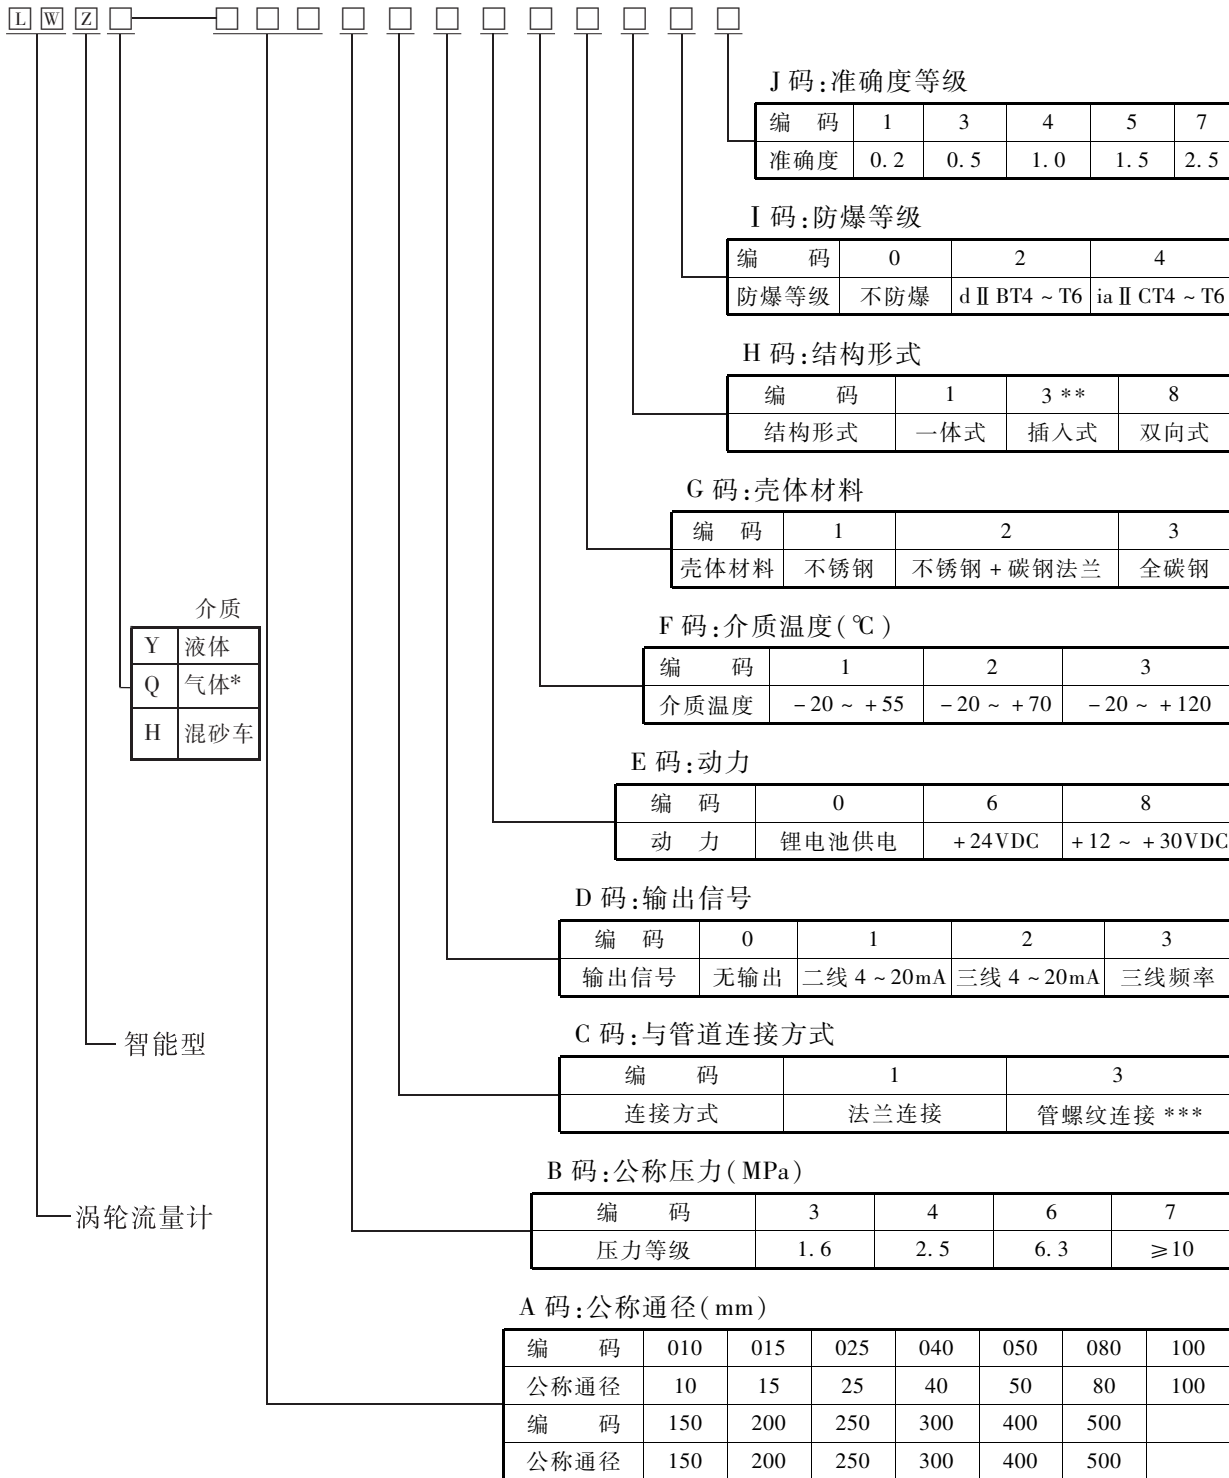 L W Z □——□ □ □ □ □ □ □ □ □ □ □ □
J 码:准确度等级
编 码 1 3 4 5 7
准确度 0.2 0.5 1.0 1.5 2.5
I 码:防爆等级
编 码 0 2 4
防爆等级 不防爆 dⅡBT4~T6 iaⅡCT4~T6
H 码:结构形式
编 码 1 3** 8
结构形式 一体式 插入式 双向式
G 码:壳体材料
编 码 1 2 3
壳体材料 不锈钢 不锈钢+碳钢法兰 全碳钢
介质
Y 液体
Q 气体*
H 混砂车
F 码:介质温度(℃)
编 码 1 2 3
介质温度 -20~+55 -20~+70 -20~+120
E 码:动力
编 码 0 6 8
动 力 锂电池供电 +24VDC +12~+30VDC
D 码:输出信号
编 码 0 1 2 3
输出信号 无输出 二线4~20mA 三线4~20mA 三线频率
智能型
C 码:与管道连接方式
编 码 1 3
连接方式 法兰连接 管螺纹连接***
B 码:公称压力(MPa)
编 码 3 4 6 7
压力等级 1.6 2.5 6.3 ≥10
涡轮流量计
A 码:公称通径(mm)
编 码 010 015 025 040 050 080 100
公称通径 10 15 25 40 50 80 100
编 码 150 200 250 300 400 500
公称通径 150 200 250 300 400 500